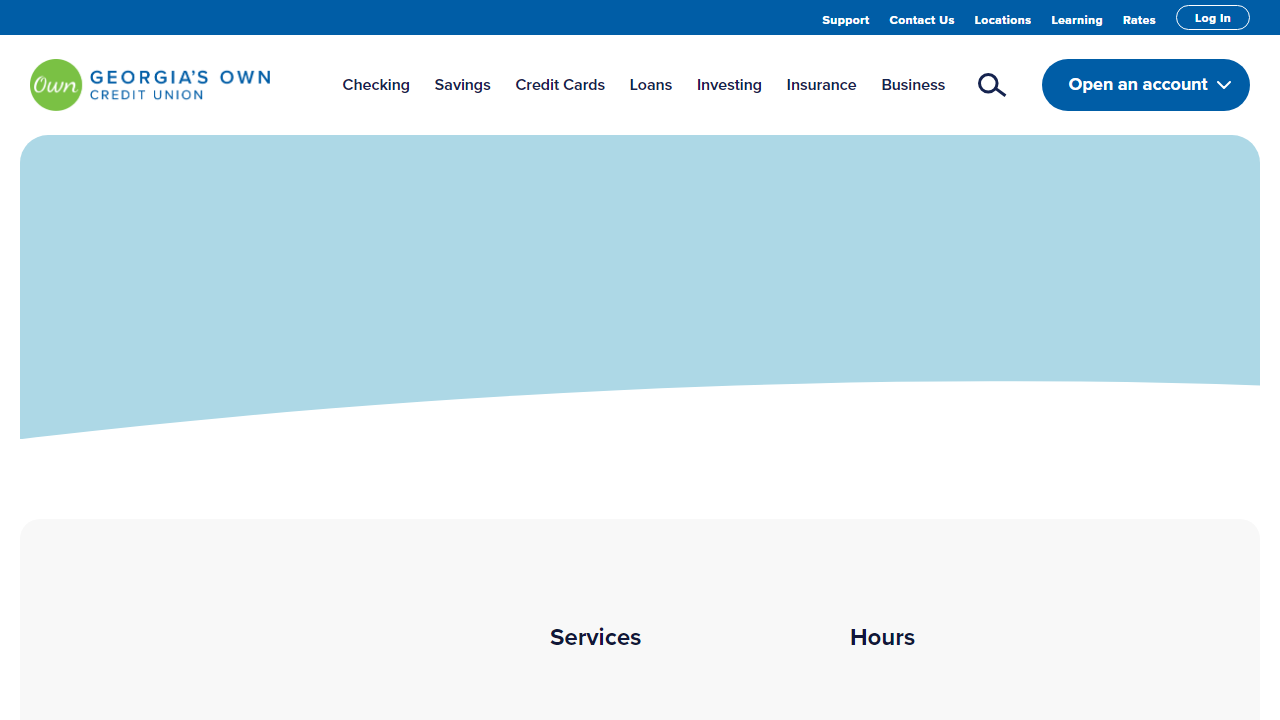 Support Contact Us Locations Learning Rates Log In
Own GEORGIA'S OWN
CREDIT UNION
Checking Savings Credit Cards Loans Investing Insurance Business Open an account
Services Hours